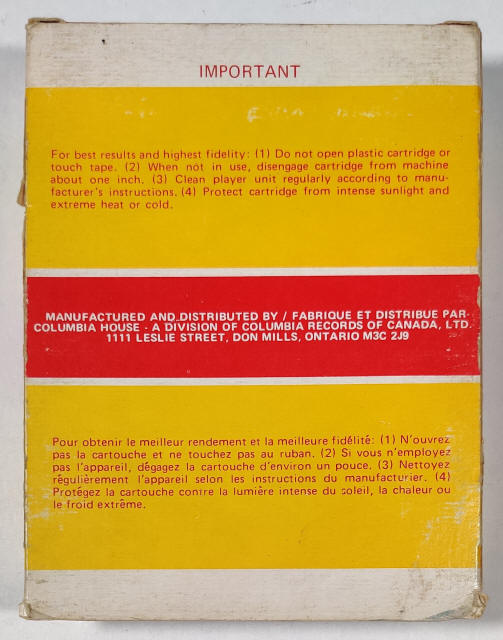 IMPORTANT
For best results and highest fidelity: (1) Do not open plastic cartridge or
touch tape. (2) When not in use, disengage cartridge from machine
about one inch. (3) Clean player unit regularly according to manu-
facturer's instructions. (4) Protect cartridge from intense sunlight and
extreme heat or cold.
MANUFACTURED AND DISTRIBUTED BY / FABRIQUE ET DISTRIBUE PAR-
COLUMBIA HOUSE - A DIVISION OF COLUMBIA RECORDS OF CANADA, LTD.
1111 LESLIE STREET, DON MILLS, ONTARIO M3C 2J9
Pour obtenir le meilleur rendement et la meilleure fidélité: (1) N'ouvrez
pas la cartouche et ne touchez pas au ruban. (2) Si vous n'employez
pas l'appareil, dégagez la cartouche d'environ un pouce. (3) Nettoyez
régulièrement l'appareil selon les instructions du manufacturier. (4)
Protégez la cartouche contre la lumière intense du soleil, la chaleur ou
le froid extrême.